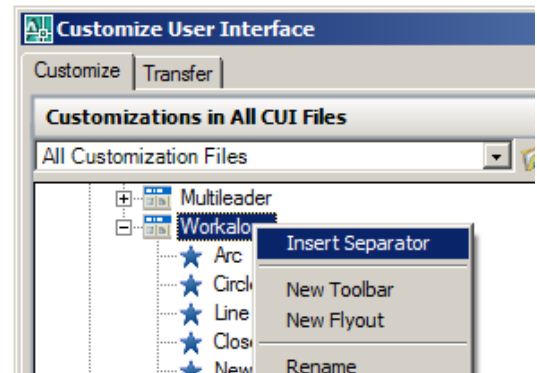 Customize User Interface
Customize Transfer
Customizations in All CUI Files
All Customization Files
Multileader
Insert Separator
Arc
New Toolbar
Line
New Flyout
New
Rename